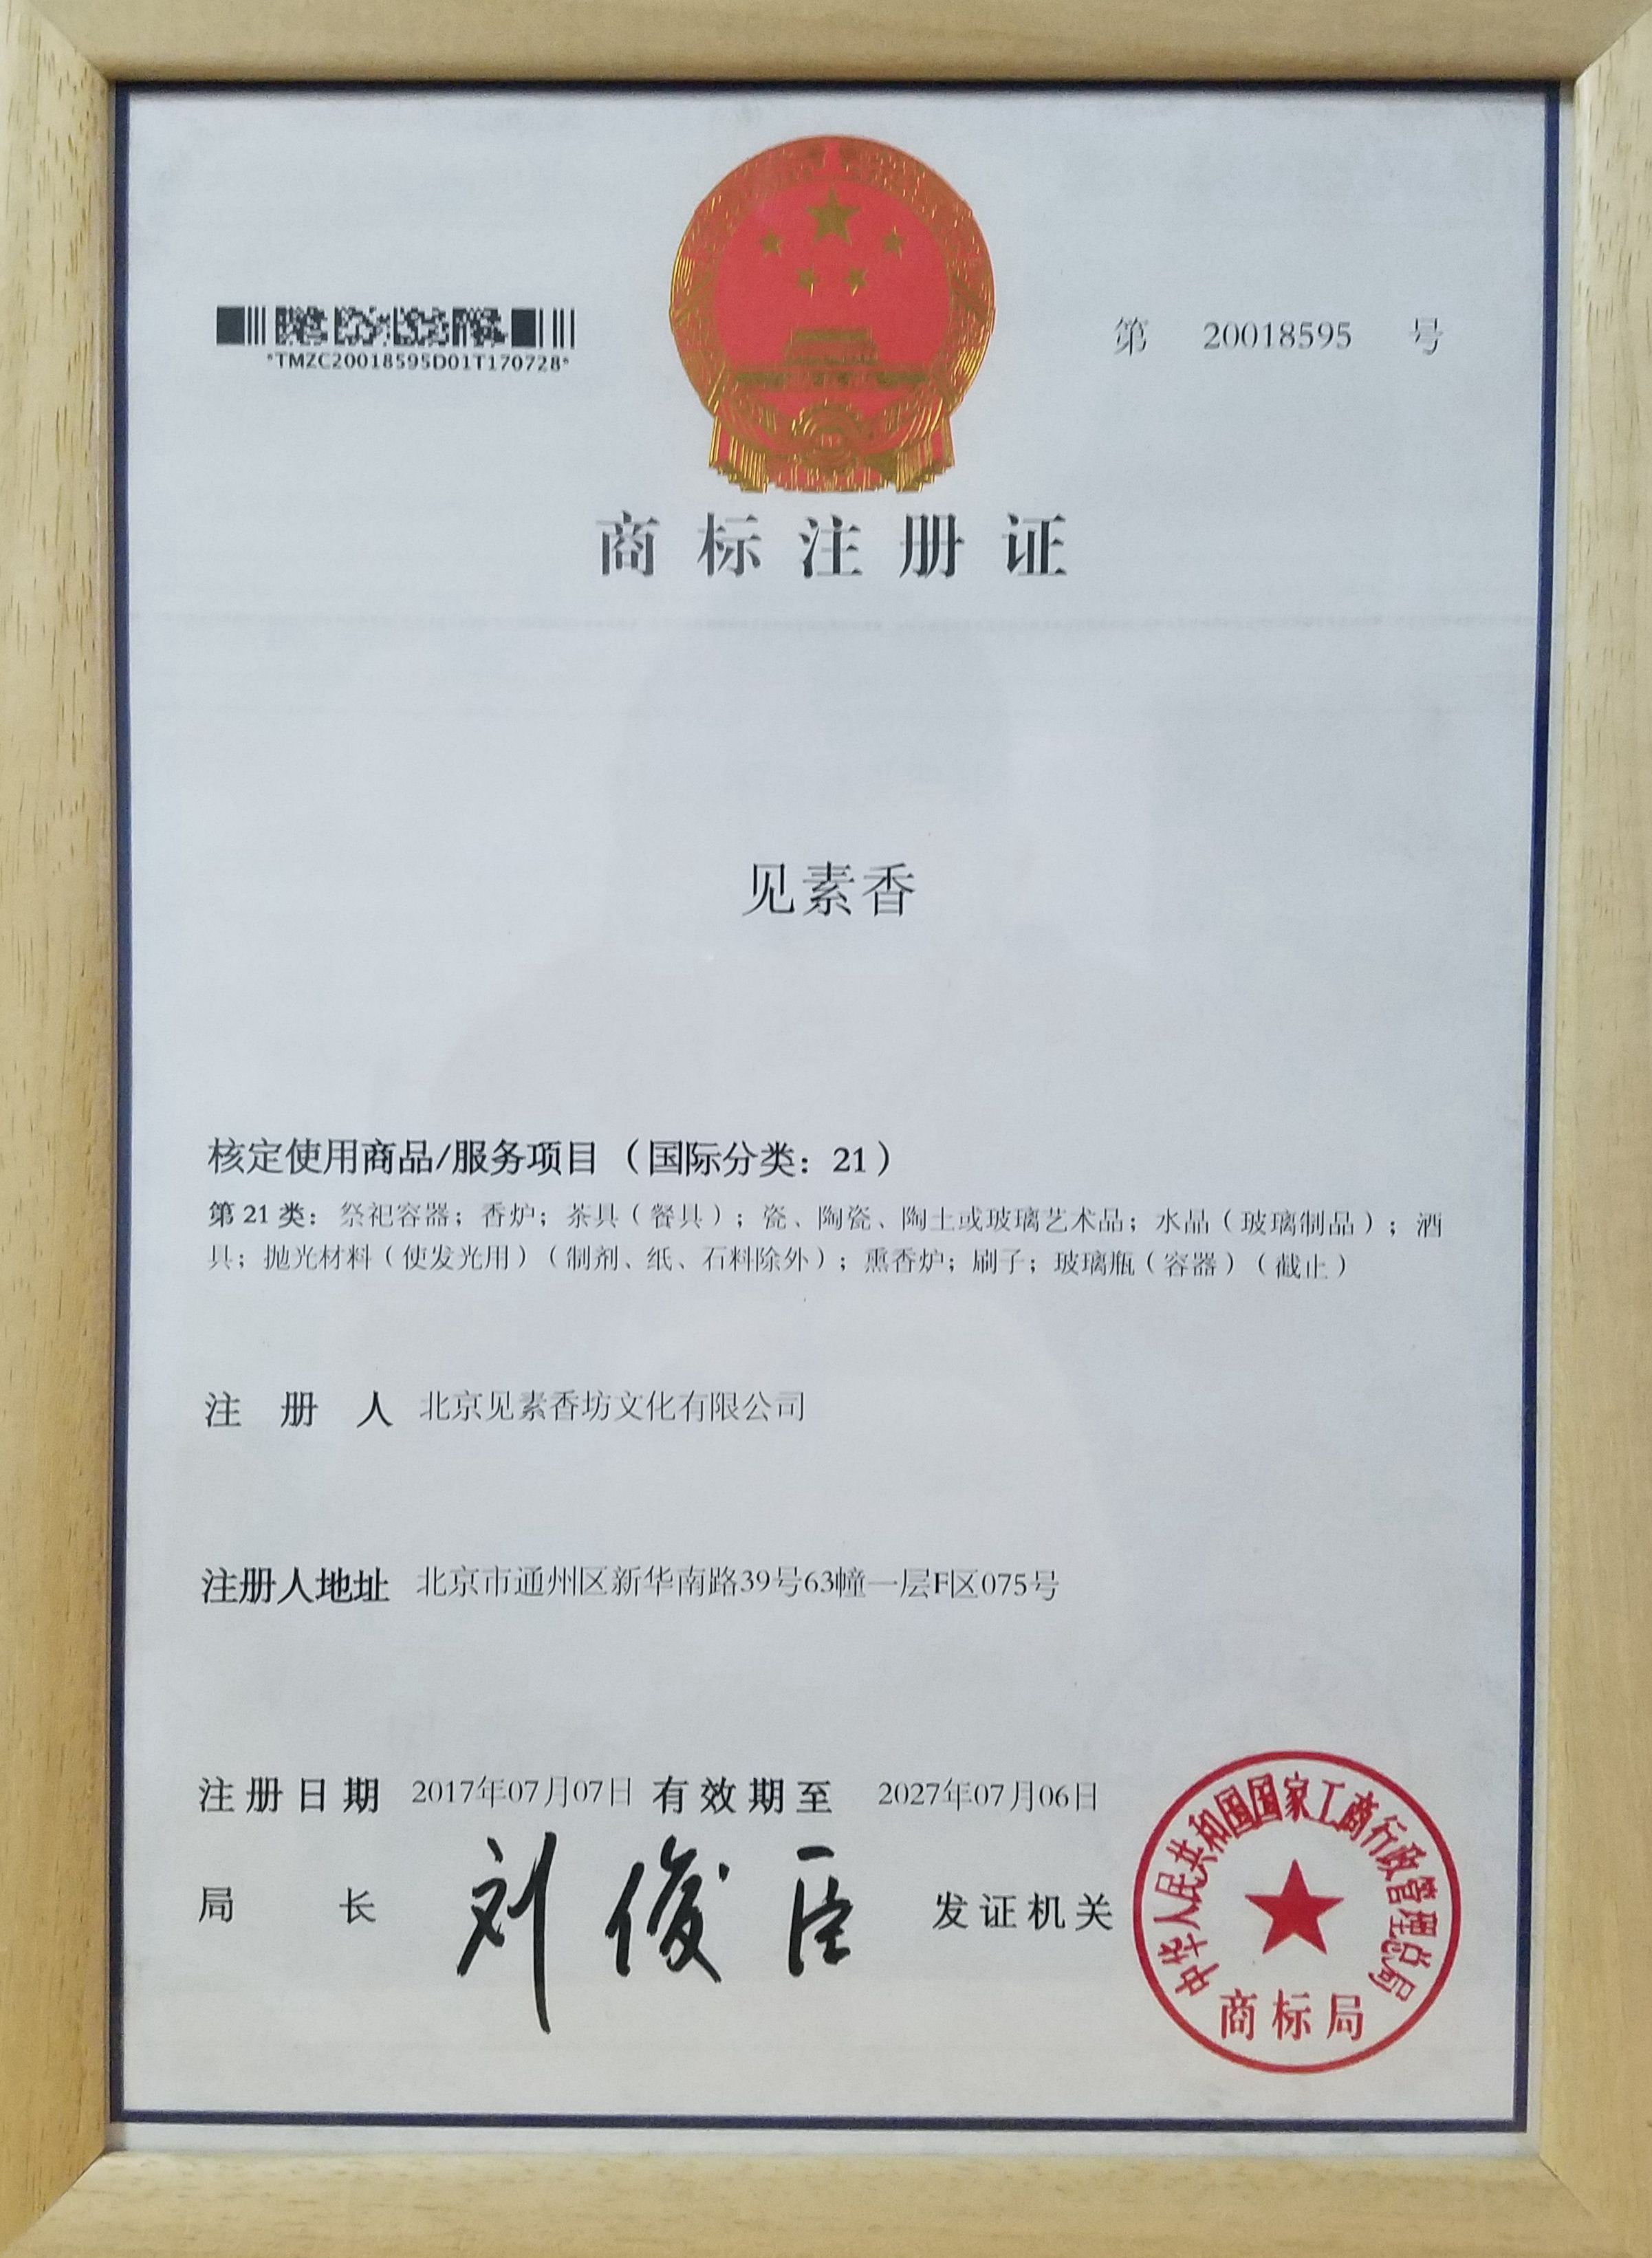 *TMZC20018595D01T170728*
第 20018595 号
商标注册证
见素香
核定使用商品/服务项目（国际分类：21）
第 21 类：祭祀容器；香炉；茶具（餐具）；瓷、陶瓷、陶土或玻璃艺术品；水晶（玻璃制品）；酒
具；抛光材料（使发光用）（制剂、纸、石料除外）；熏香炉；刷子；玻璃瓶（容器）（截止）
注册人 北京见素香坊文化有限公司
注册人地址 北京市通州区新华南路39号63幢一层F区075号
注册日期 2017年07月07日 有效期至 2027年07月06日
局长 刘俊臣 发证机关
中华人民共和国国家工商行政管理总局
商标局